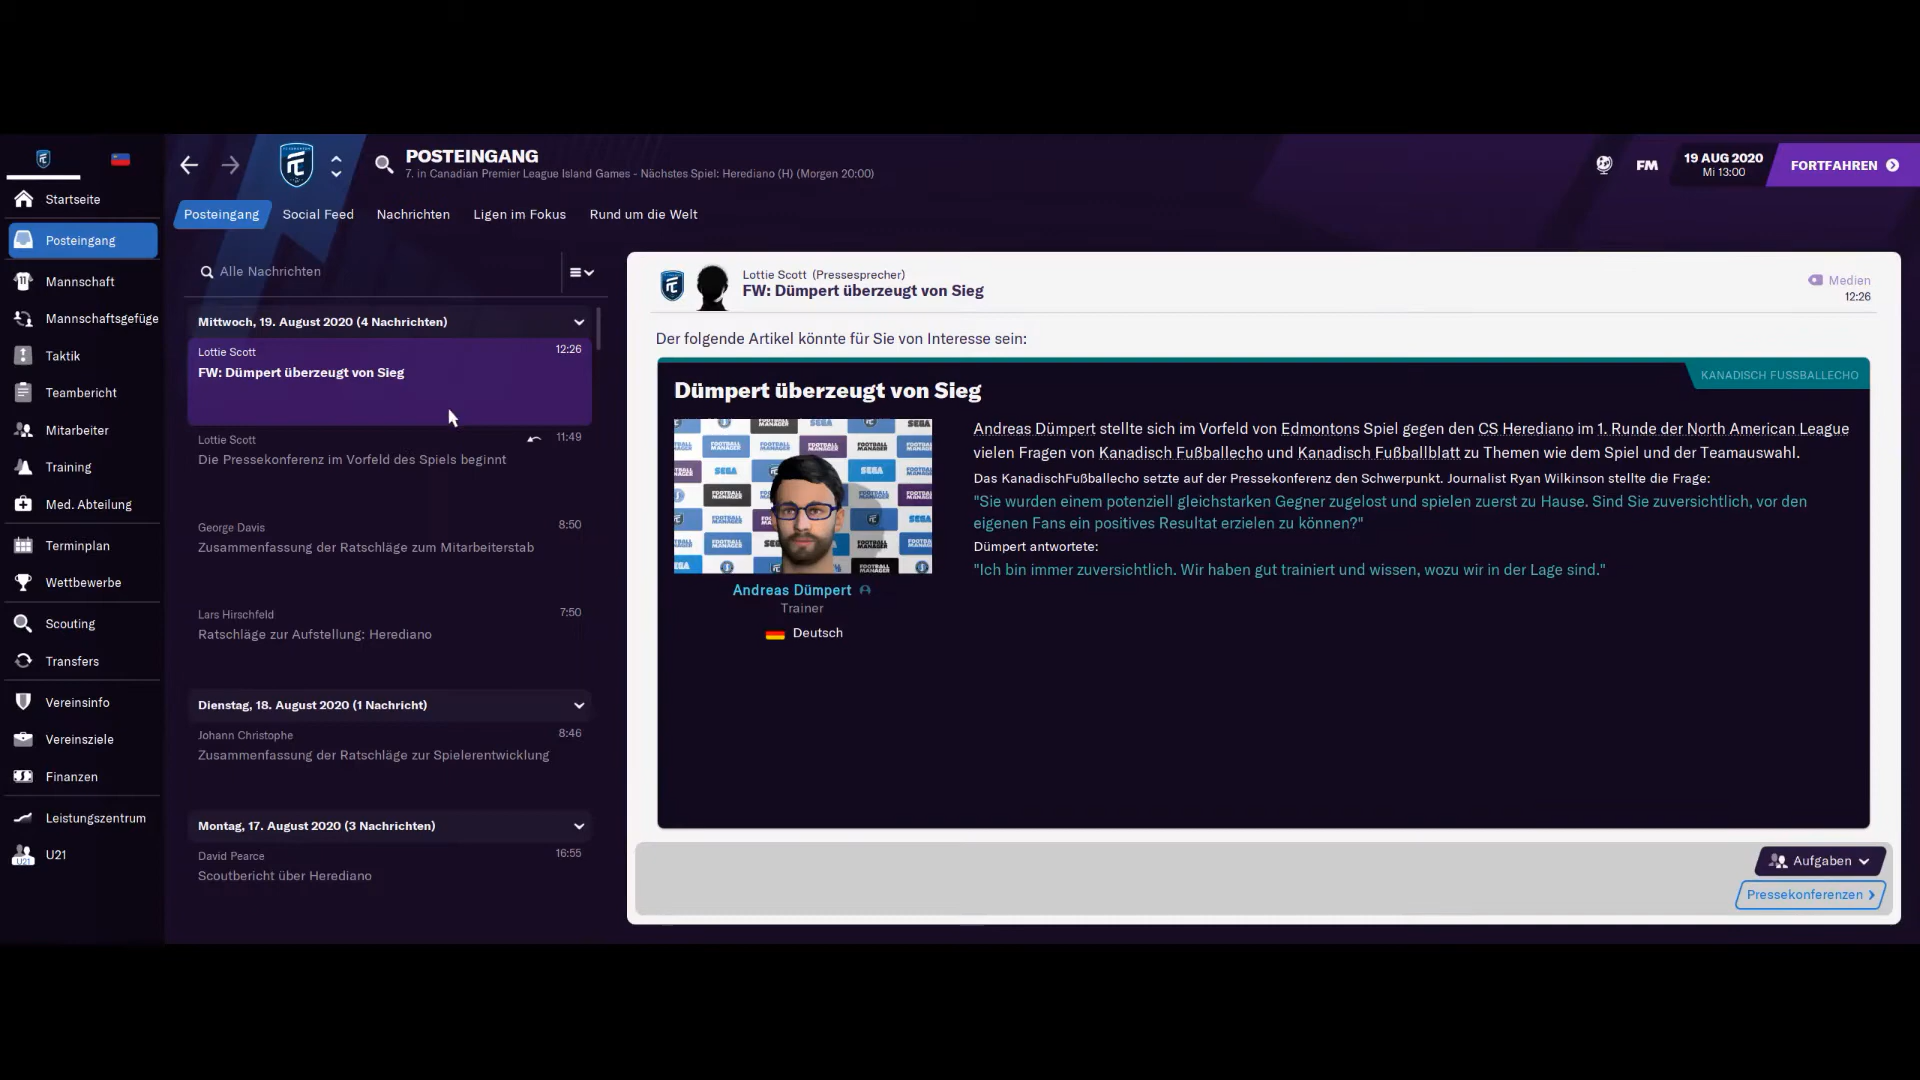 POSTEINGANG
7. in Canadian Premier League Island Games - Nächstes Spiel: Herediano (H) (Morgen 20:00)
FM
19 AUG 2020
Mi 13:00
FORTFAHREN
Startseite
Posteingang
Mannschaft
Mannschaftsgefüge
Taktik
Teambericht
Mitarbeiter
Training
Med. Abteilung
Terminplan
Wettbewerbe
Scouting
Transfers
Vereinsinfo
Vereinsziele
Finanzen
Leistungszentrum
U21
Posteingang
Social Feed
Nachrichten
Ligen im Fokus
Rund um die Welt
Alle Nachrichten
Mittwoch, 19. August 2020 (4 Nachrichten)
Lottie Scott
12:26
FW: Dümpert überzeugt von Sieg
Lottie Scott
11:49
Die Pressekonferenz im Vorfeld des Spiels beginnt
George Davis
8:50
Zusammenfassung der Ratschläge zum Mitarbeiterstab
Lars Hirschfeld
7:50
Ratschläge zur Aufstellung: Herediano
Dienstag, 18. August 2020 (1 Nachricht)
Johann Christophe
8:46
Zusammenfassung der Ratschläge zur Spielerentwicklung
Montag, 17. August 2020 (3 Nachrichten)
David Pearce
16:55
Scoutbericht über Herediano
Lottie Scott (Pressesprecher)
FW: Dümpert überzeugt von Sieg
Medien
12:26
Der folgende Artikel könnte für Sie von Interesse sein:
KANADISCH FUSSBALLECHO
Dümpert überzeugt von Sieg
Andreas Dümpert
Trainer
Deutsch
Andreas Dümpert stellte sich im Vorfeld von Edmontons Spiel gegen den CS Herediano im 1. Runde der North American League
vielen Fragen von Kanadisch Fußballecho und Kanadisch Fußballblatt zu Themen wie dem Spiel und der Teamauswahl.
Das KanadischFußballecho setzte auf der Pressekonferenz den Schwerpunkt. Journalist Ryan Wilkinson stellte die Frage:
"Sie wurden einem potenziell gleichstarken Gegner zugelost und spielen zuerst zu Hause. Sind Sie zuversichtlich, vor den
eigenen Fans ein positives Resultat erzielen zu können?"
Dümpert antwortete:
"Ich bin immer zuversichtlich. Wir haben gut trainiert und wissen, wozu wir in der Lage sind."
Aufgaben
Pressekonferenzen